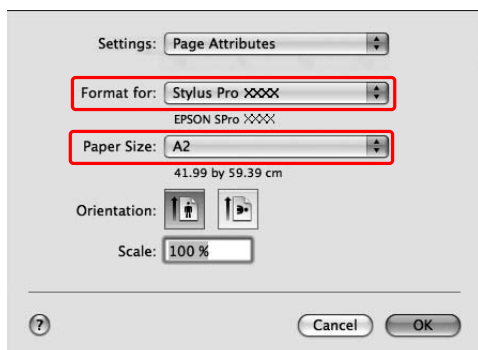 Settings: Page Attributes
Format for: Stylus Pro XXXX
EPSON SPro XXXX
Paper Size: A2
41.99 by 59.39 cm
Orientation:
Scale: 100 %
? Cancel OK